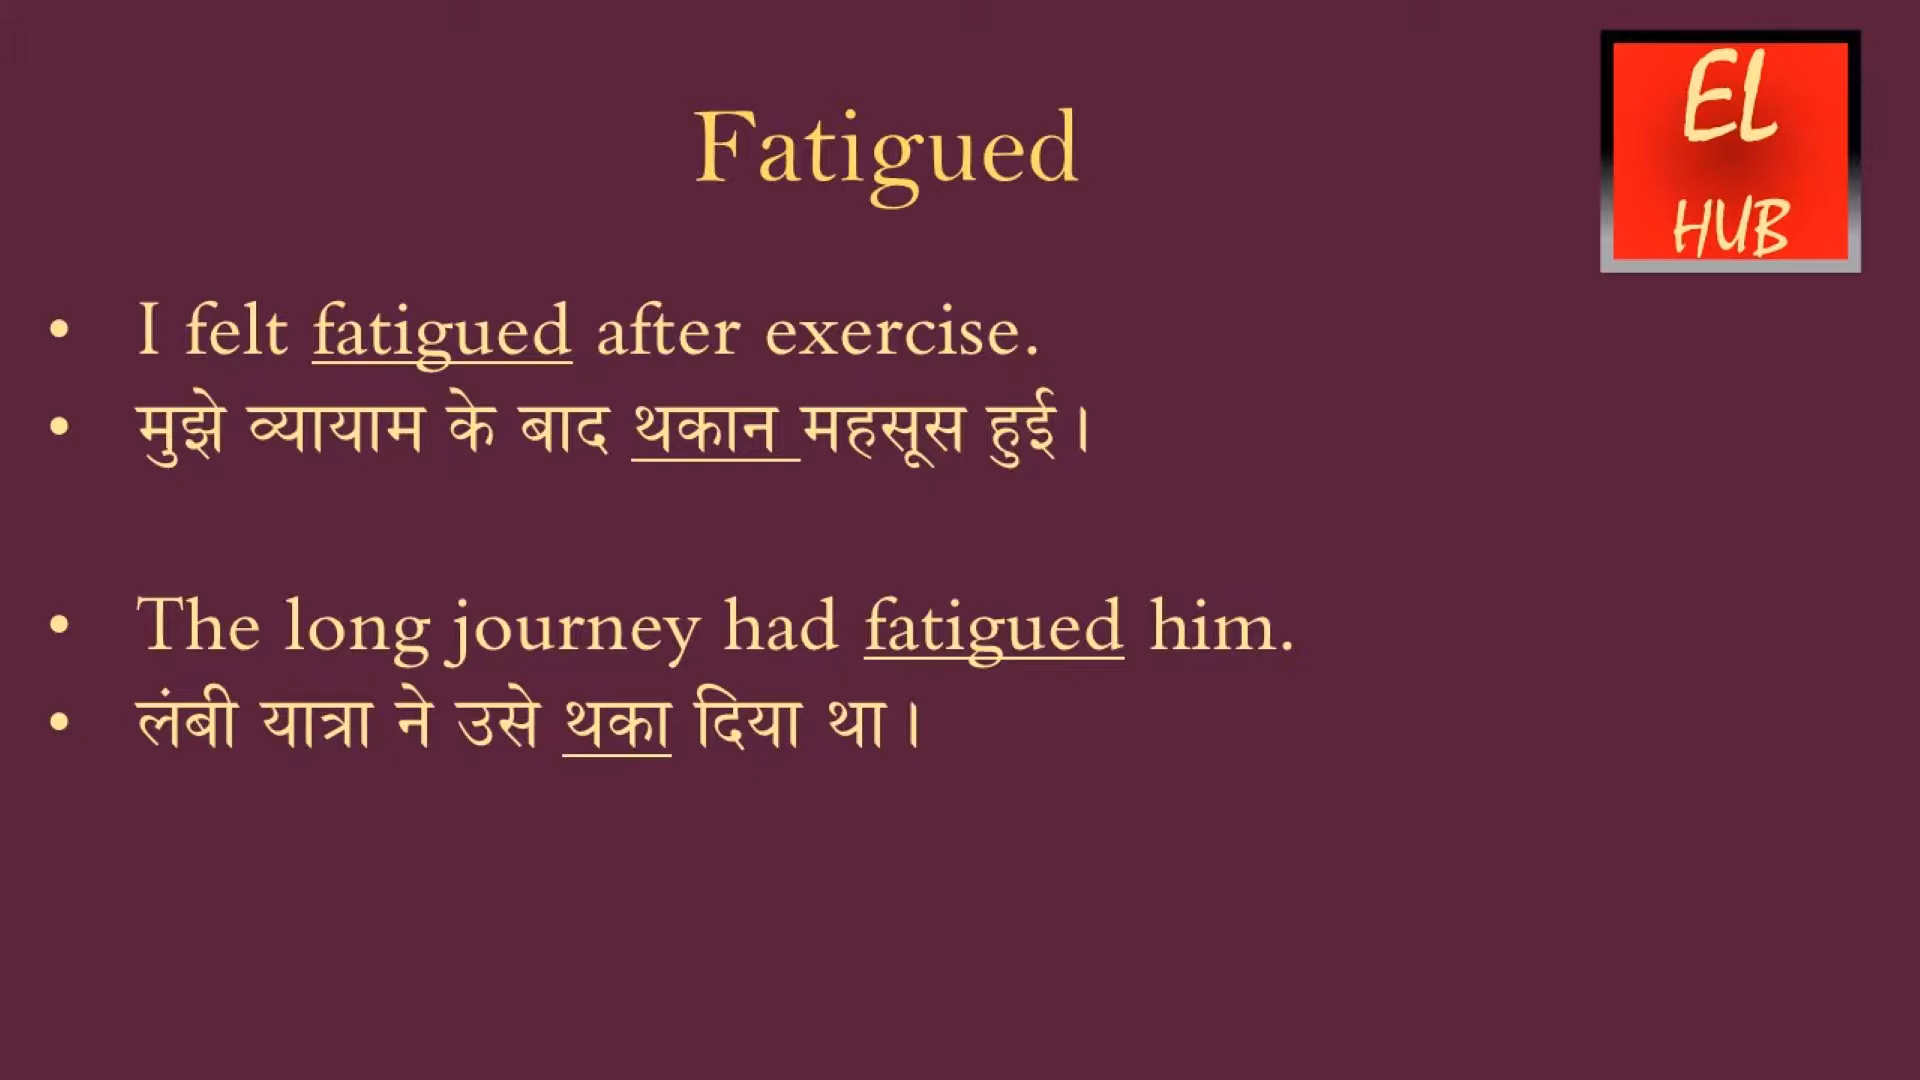 EL
HUB
Fatigued
• I felt fatigued after exercise.
• मुझे व्यायाम के बाद थकान महसूस हुई।
• The long journey had fatigued him.
• लंबी यात्रा ने उसे थका दिया था।